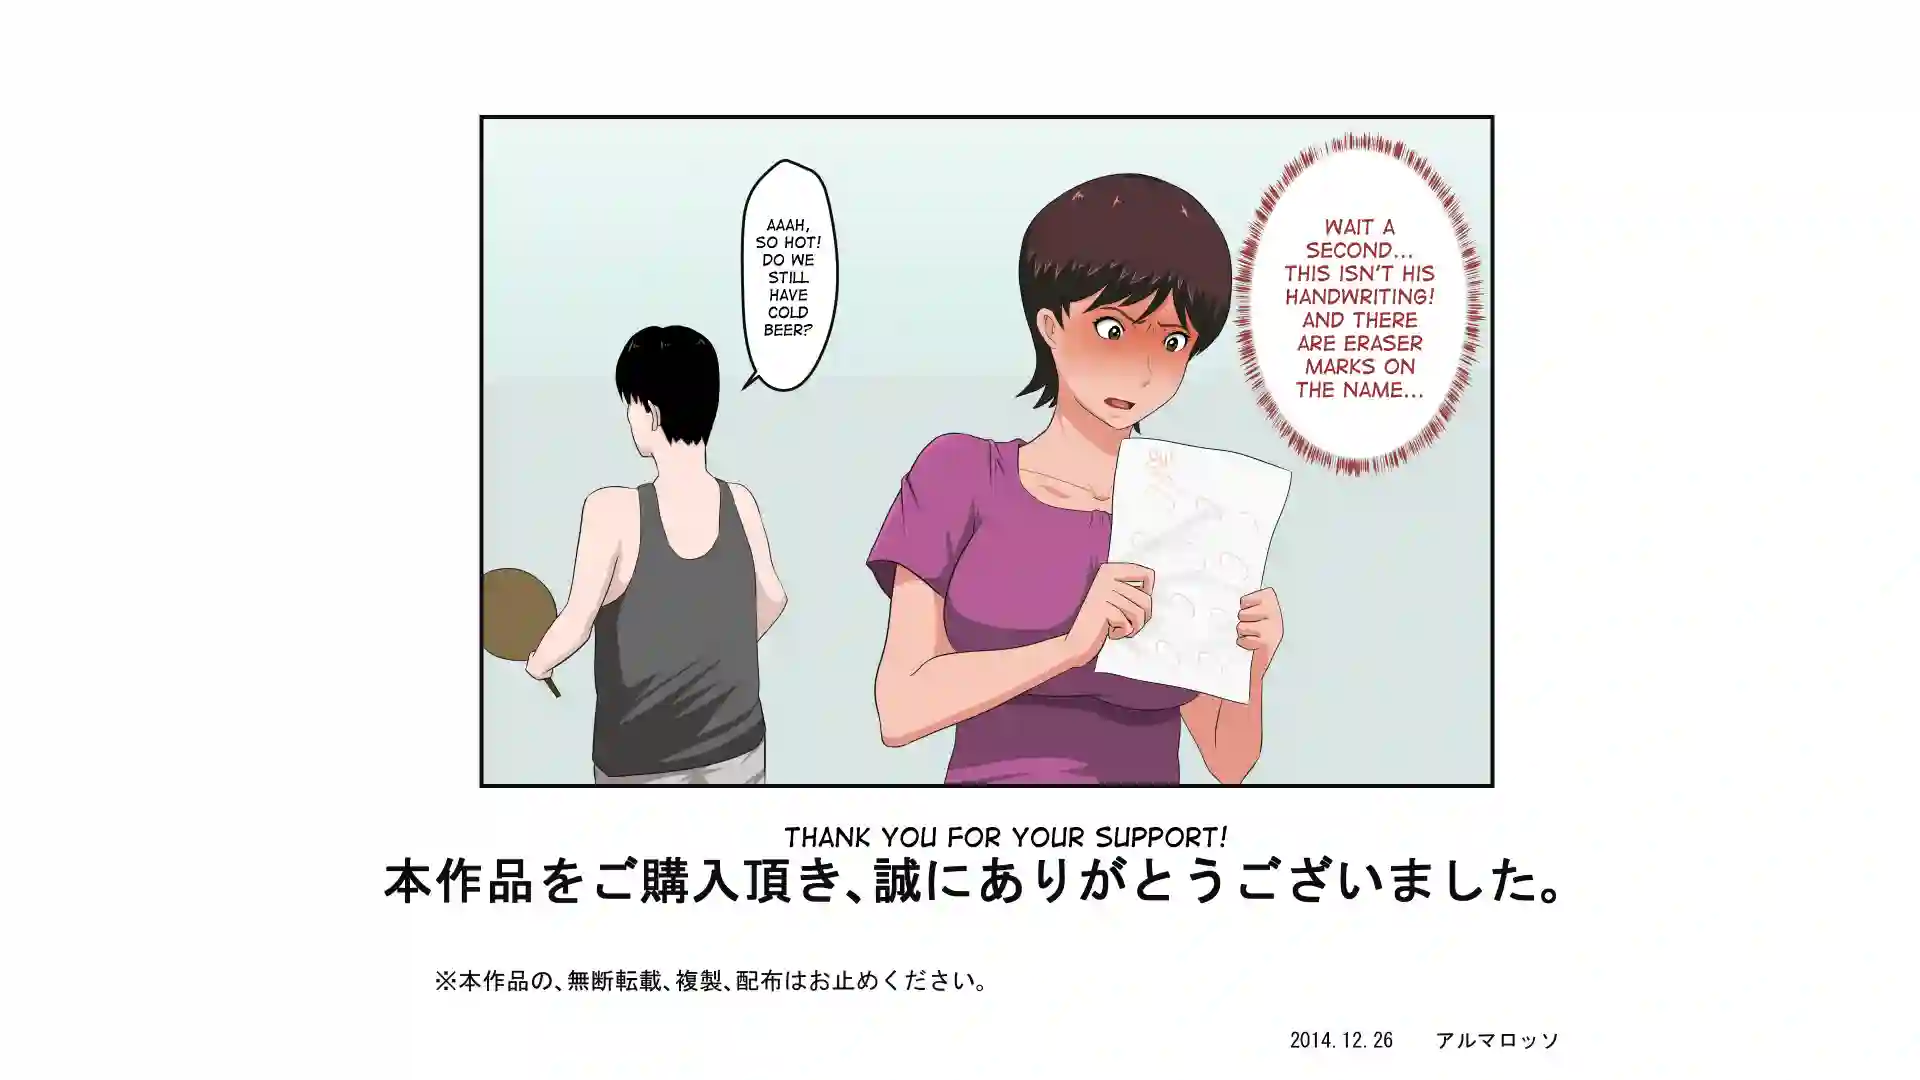 AAAH,
SO HOT!
DO WE
STILL
HAVE
COLD
BEER?
WAIT A
SECOND...
THIS ISN'T HIS
HANDWRITING!
AND THERE
ARE ERASER
MARKS ON
THE NAME...
THANK YOU FOR YOUR SUPPORT!
本作品をご購入頂き、誠にありがとうございました。
※本作品の、無断転載、複製、配布はお止めください。
2014.12.26 アルマロッソ